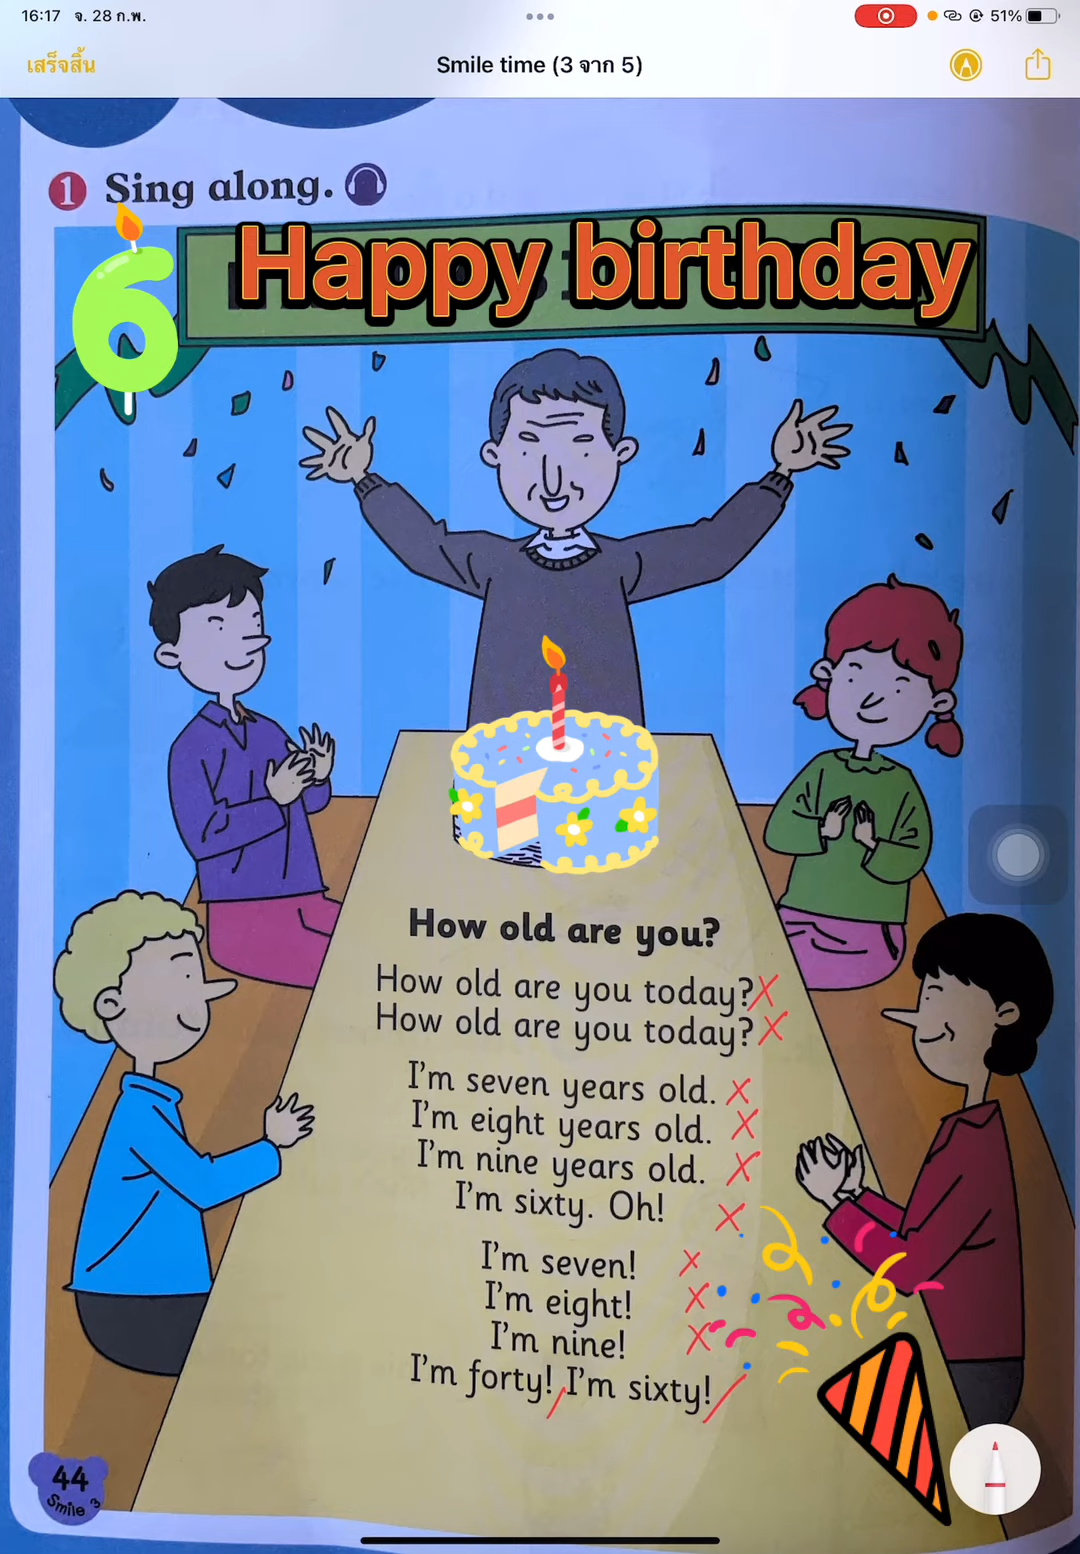 16:17 จ. 28 ก.พ.
51%
เสร็จสิ้น
Smile time (3 จาก 5)
1 Sing along.
6
Happy birthday
How old are you?
How old are you today?
How old are you today?
I'm seven years old.
I'm eight years old.
I'm nine years old.
I'm sixty. Oh!
I'm seven!
I'm eight!
I'm nine!
I'm forty! I'm sixty!
44
Smile 3